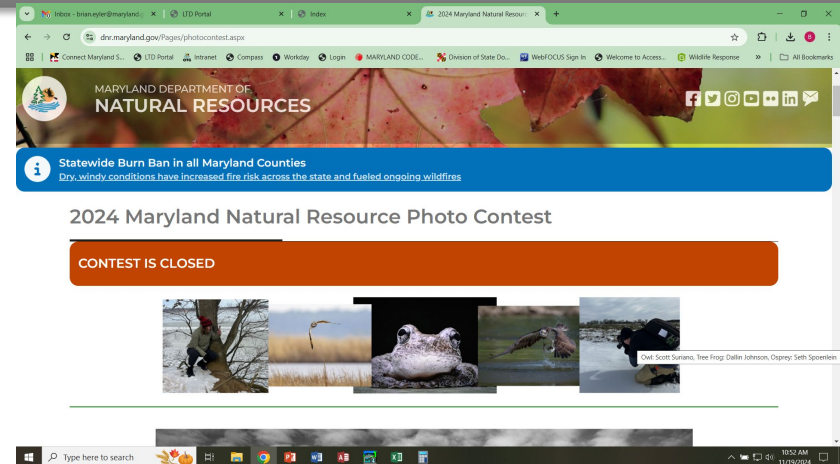 Inbox - brian.eyler@maryland.g
LTD Portal
Index
2024 Maryland Natural Resourc
dnr.maryland.gov/Pages/photocontest.aspx
Connect Maryland S... LTD Portal Intranet Compass Workday Login MARYLAND CODE... Division of State Do... WebFOCUS Sign In Welcome to Access... Wildlife Response » All Bookmarks
MARYLAND DEPARTMENT OF
NATURAL RESOURCES
Statewide Burn Ban in all Maryland Counties
Dry, windy conditions have increased fire risk across the state and fueled ongoing wildfires
2024 Maryland Natural Resource Photo Contest
CONTEST IS CLOSED
Owl: Scott Suriano, Tree Frog: Dallin Johnson, Osprey: Seth Spoenlein
Type here to search
10:52 AM
11/19/2024